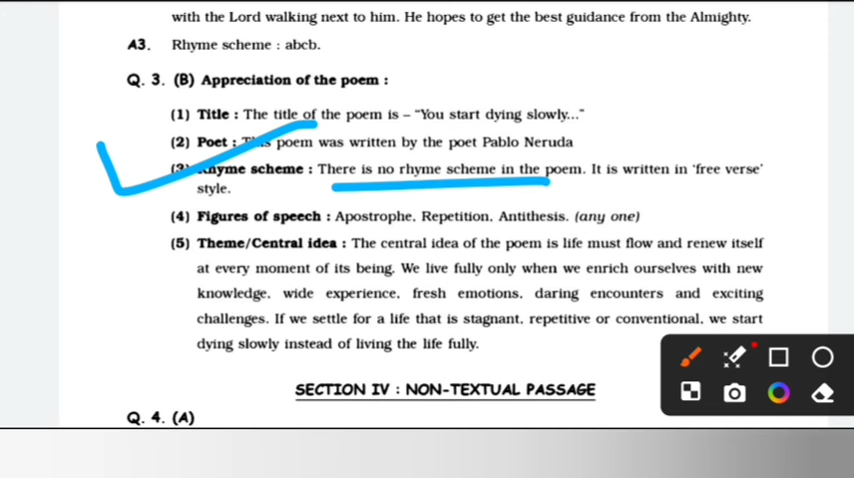 with the Lord walking next to him. He hopes to get the best guidance from the Almighty.
A3. Rhyme scheme : abcb.
Q. 3. (B) Appreciation of the poem :
(1) Title : The title of the poem is – "You start dying slowly..."
(2) Poet : This poem was written by the poet Pablo Neruda
(3) Rhyme scheme : There is no rhyme scheme in the poem. It is written in 'free verse'
style.
(4) Figures of speech : Apostrophe, Repetition, Antithesis. (any one)
(5) Theme/Central idea : The central idea of the poem is life must flow and renew itself
at every moment of its being. We live fully only when we enrich ourselves with new
knowledge, wide experience, fresh emotions, daring encounters and exciting
challenges. If we settle for a life that is stagnant, repetitive or conventional, we start
dying slowly instead of living the life fully.
SECTION IV : NON-TEXTUAL PASSAGE
Q. 4. (A)